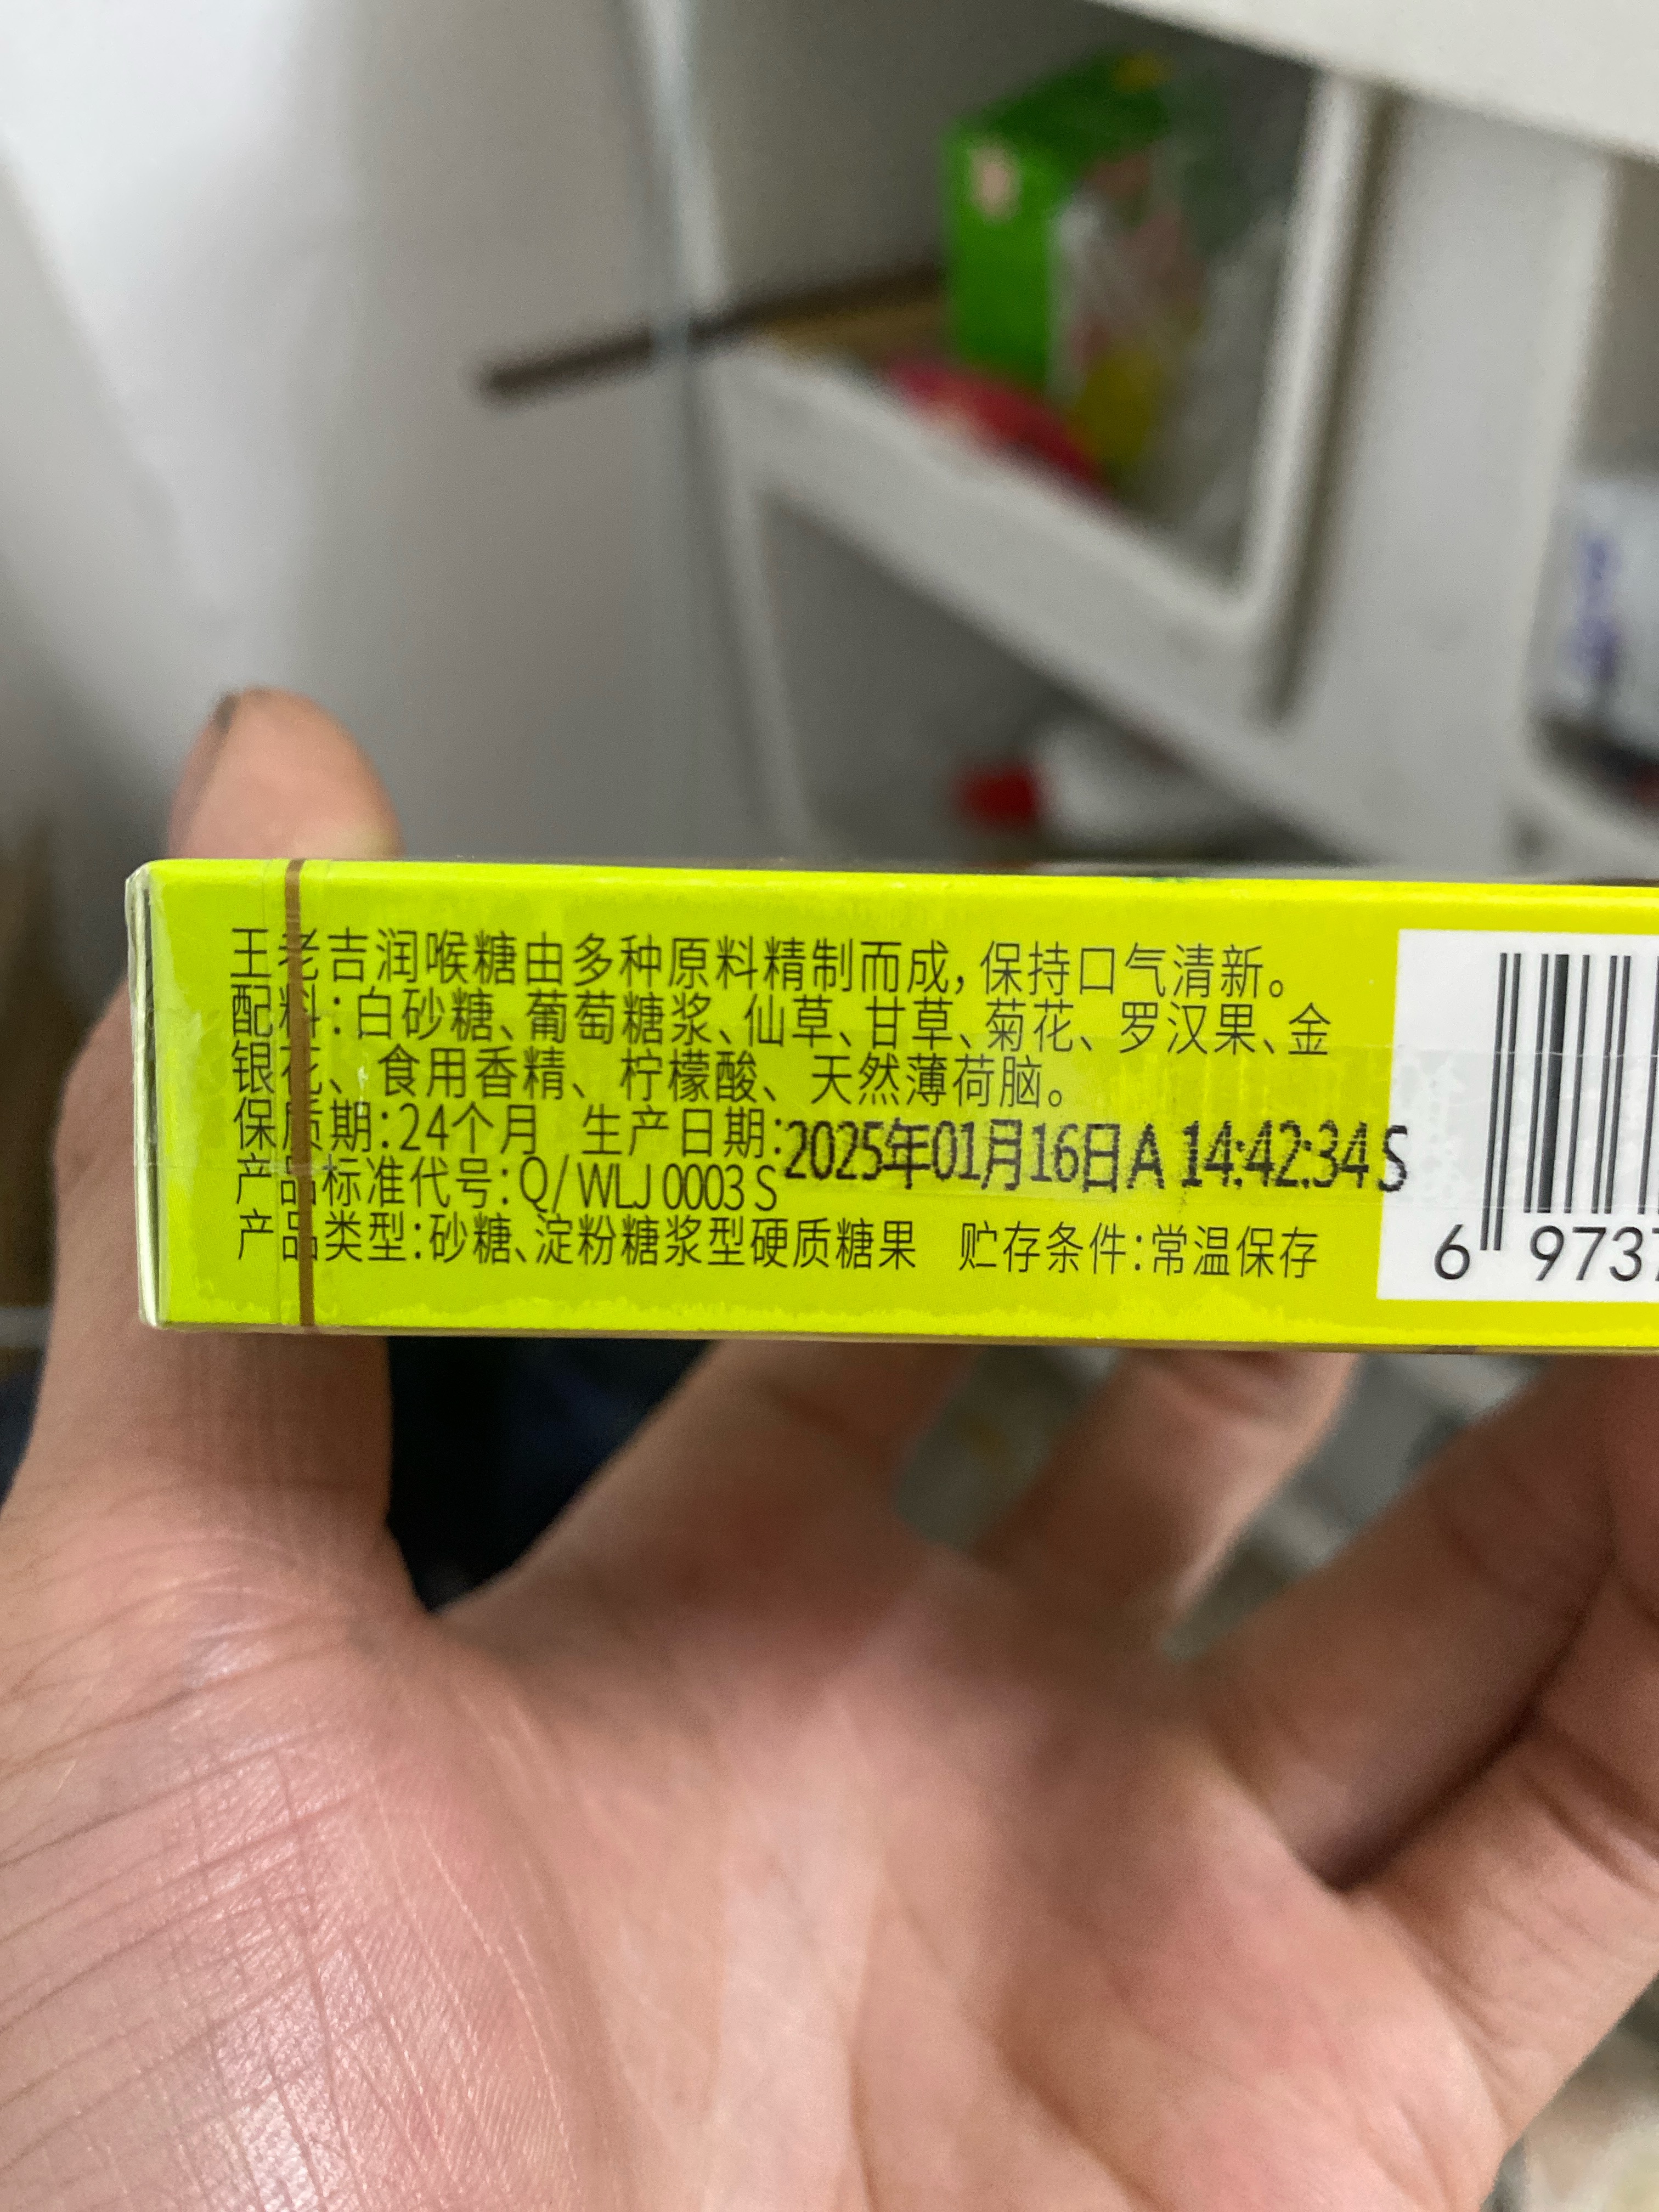 王老吉润喉糖由多种原料精制而成，保持口气清新。
配料：白砂糖、葡萄糖浆、仙草、甘草、菊花、罗汉果、金
银花、食用香精、柠檬酸、天然薄荷脑。
保质期：24个月 生产日期：2025年01月16日A 14:42:34 S
产品标准代号：Q/WLJ 0003 S
产品类型：砂糖、淀粉糖浆型硬质糖果 贮存条件：常温保存
6 9737